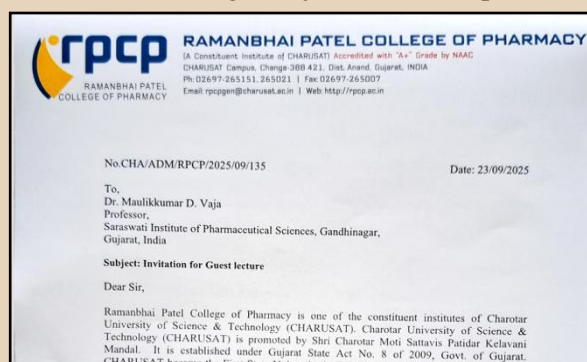 rpcp
RAMANBHAI PATEL
COLLEGE OF PHARMACY
RAMANBHAI PATEL COLLEGE OF PHARMACY
(A Constituent Institute of CHARUSAT) Accredited with "A+" Grade by NAAC
CHARUSAT Campus, Changa-388 421, Dist. Anand, Gujarat, INDIA
Ph: 02697-265151, 265021 | Fax: 02697-265007
Email: rpcpgen@charusat.ac.in | Web: http://rpcp.ac.in
No.CHA/ADM/RPCP/2025/09/135
Date: 23/09/2025
To,
Dr. Maulikkumar D. Vaja
Professor,
Saraswati Institute of Pharmaceutical Sciences, Gandhinagar,
Gujarat, India
Subject: Invitation for Guest lecture
Dear Sir,
Ramanbhai Patel College of Pharmacy is one of the constituent institutes of Charotar
University of Science & Technology (CHARUSAT). Charotar University of Science &
Technology (CHARUSAT) is promoted by Shri Charotar Moti Sattavis Patidar Kelavani
Mandal. It is established under Gujarat State Act No. 8 of 2009, Govt. of Gujarat.